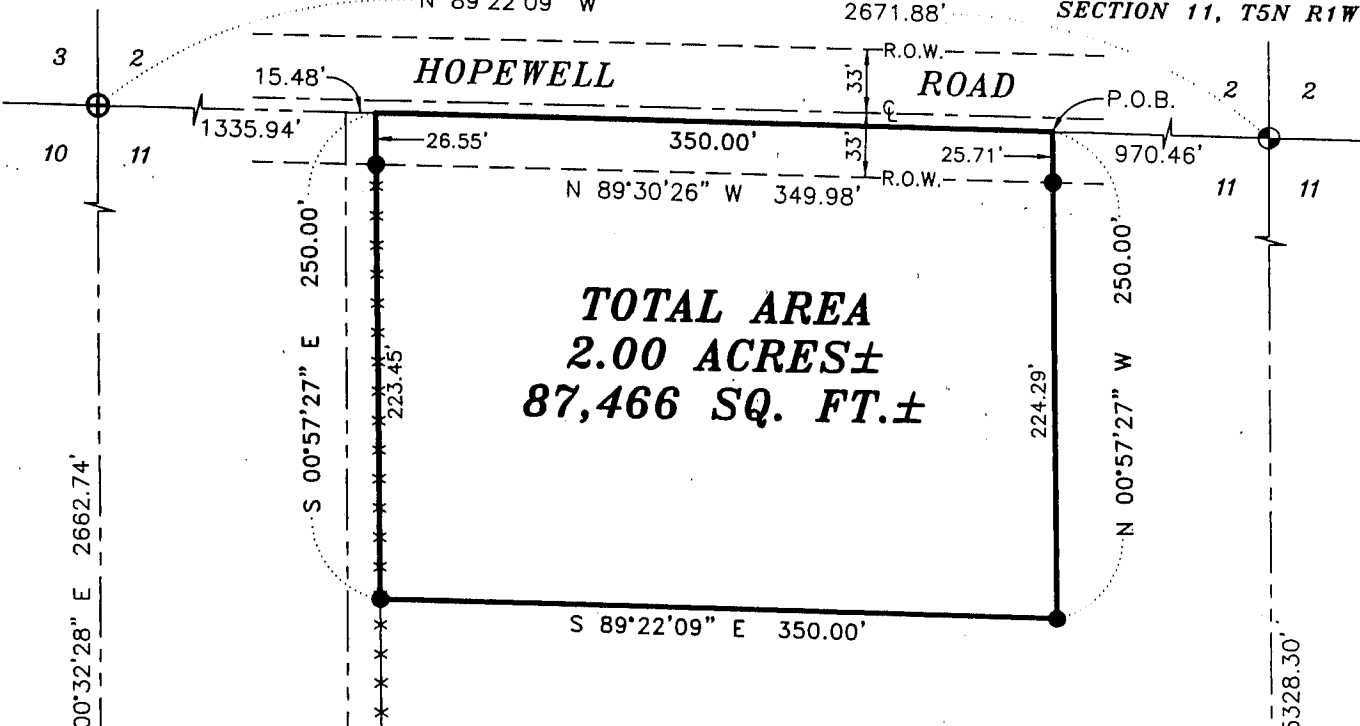 N 89°22'09" W
2671.88'
SECTION 11, T5N R1W
3
2
R.O.W.
15.48'
HOPEWELL
33'
ROAD
P.O.B.
2
2
℄
1335.94'
26.55'
350.00'
33'
25.71'
970.46'
10
11
R.O.W.
11
11
N 89°30'26" W 349.98'
S 00°57'27" E 250.00'
N 00°57'27" W 250.00'
TOTAL AREA
2.00 ACRES±
87,466 SQ. FT.±
223.45'
224.29'
00°32'28" E 2662.74'
S 89°22'09" E 350.00'
5328.30'